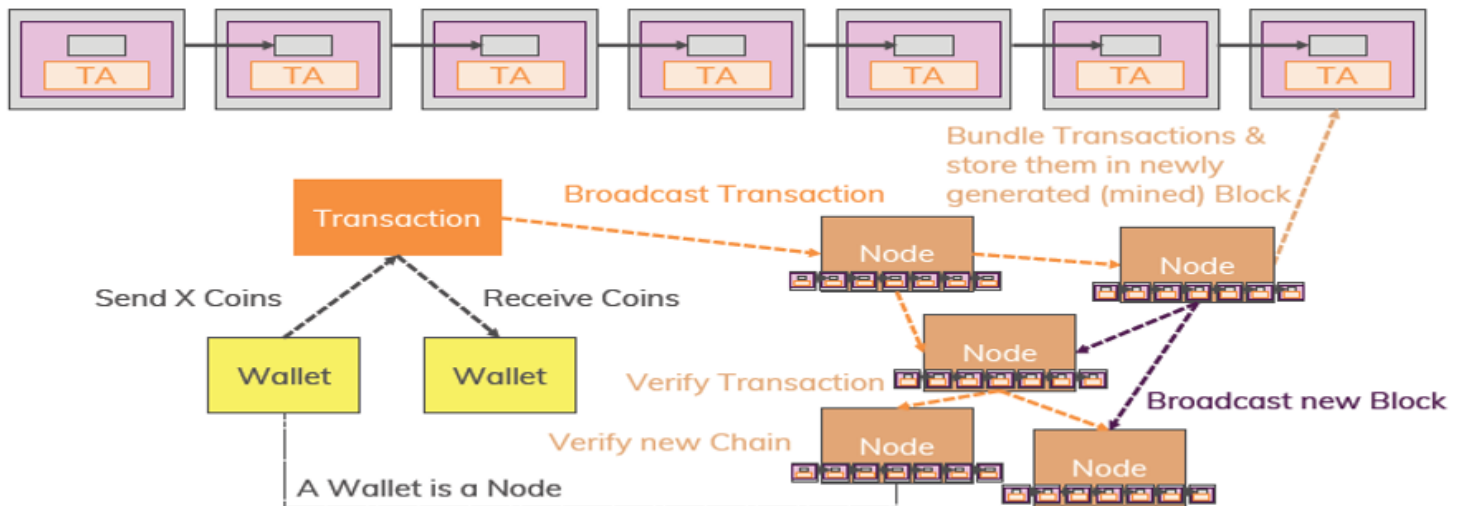 TA TA TA TA TA TA TA
Bundle Transactions &
store them in newly
generated (mined) Block
Broadcast Transaction
Transaction
Node
Node
Send X Coins
Receive Coins
Node
Wallet
Wallet
Verify Transaction
Broadcast new Block
Verify new Chain
Node
Node
A Wallet is a Node